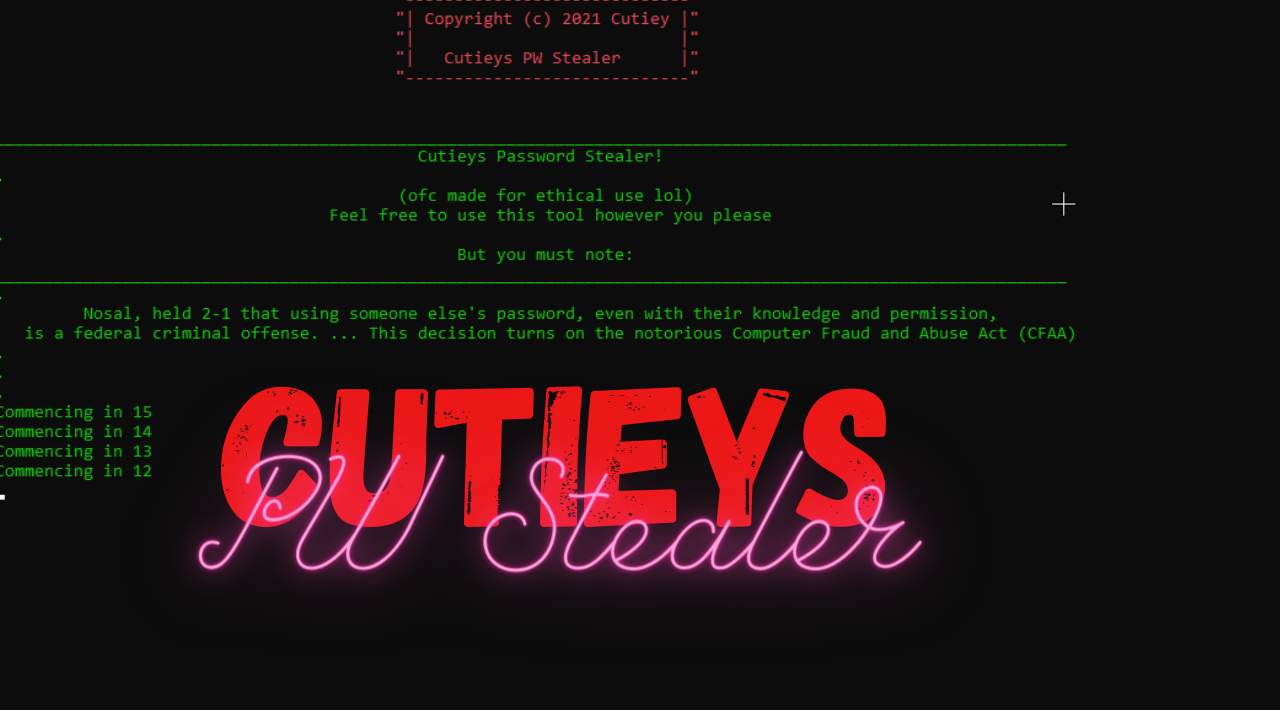 "-----------------------------"
"| Copyright (c) 2021 Cutiey |"
"| |"
"| Cutieys PW Stealer |"
"-----------------------------"
Cutieys Password Stealer!
(ofc made for ethical use lol)
Feel free to use this tool however you please
But you must note:
Nosal, held 2-1 that using someone else's password, even with their knowledge and permission,
is a federal criminal offense. ... This decision turns on the notorious Computer Fraud and Abuse Act (CFAA)
Commencing in 15
Commencing in 14
Commencing in 13
Commencing in 12
CUTIEYS
PW Stealer